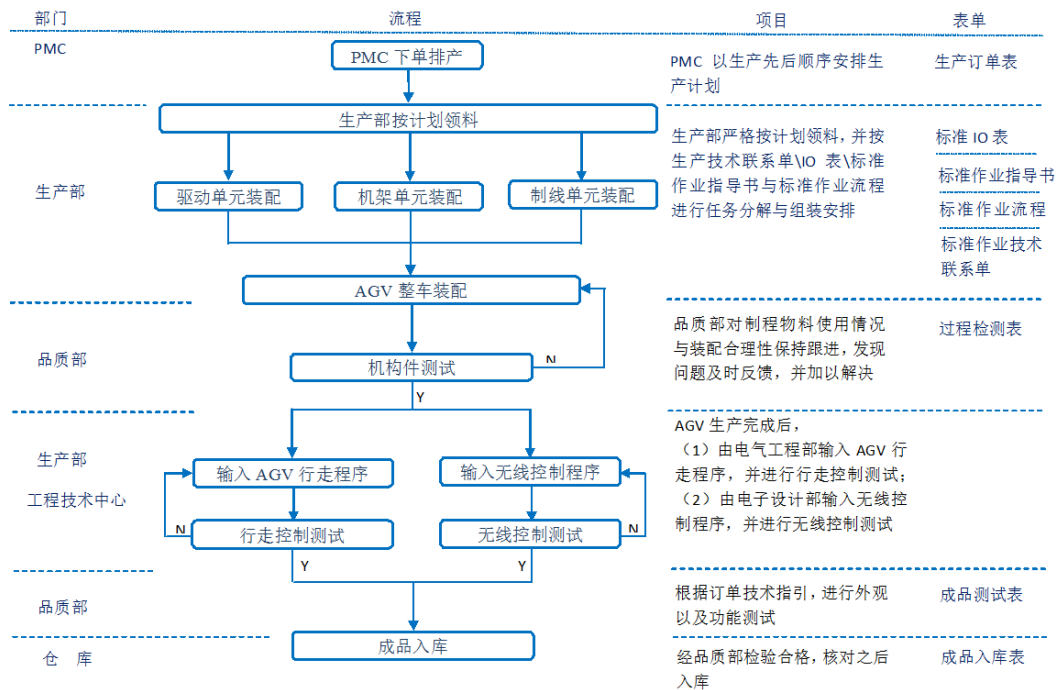 部门 流程 项目 表单
PMC
PMC 下单排产
PMC 以生产先后顺序安排生
产计划
生产订单表
生产部按计划领料
生产部
驱动单元装配 机架单元装配 制线单元装配
生产部严格按计划领料,并按
生产技术联系单\IO 表\标准
作业指导书与标准作业流程
进行任务分解与组装安排
标准 IO 表
标准作业指导书
标准作业流程
标准作业技术
联系单
AGV 整车装配
品质部
机构件测试
N
Y
品质部对制程物料使用情况
与装配合理性保持跟进,发现
问题及时反馈,并加以解决
过程检测表
生产部
工程技术中心
输入 AGV 行走程序 输入无线控制程序
N 行走控制测试 无线控制测试 N
Y Y
AGV 生产完成后,
(1)由电气工程部输入 AGV 行
走程序,并进行行走控制测试;
(2)由电子设计部输入无线控
制程序,并进行无线控制测试
品质部
根据订单技术指引,进行外观
以及功能测试
成品测试表
仓 库
成品入库
经品质部检验合格,核对之后
入库
成品入库表